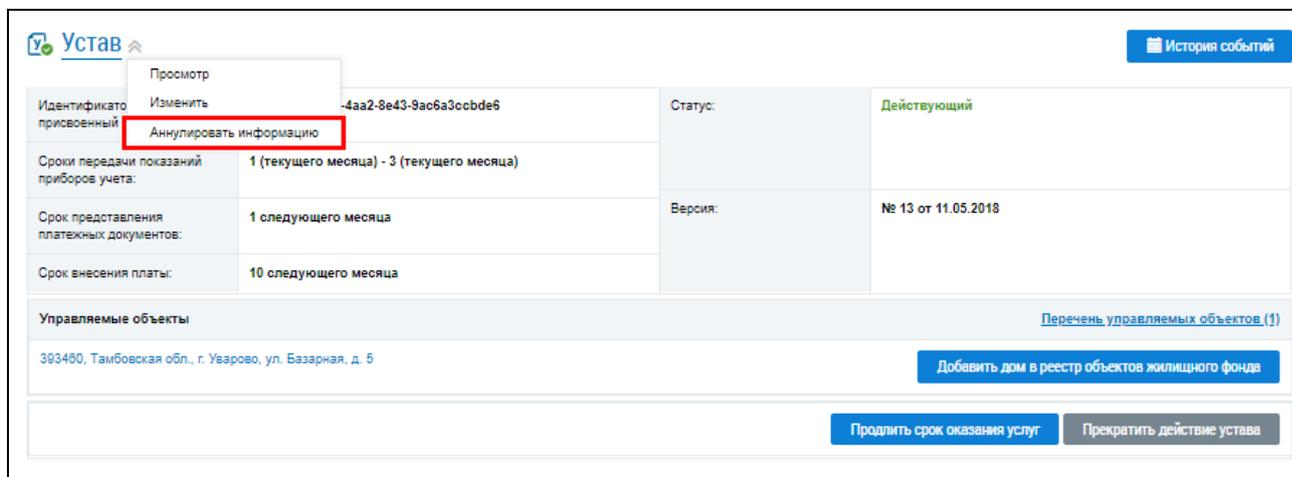 Устав
История событий
Просмотр
Изменить
Аннулировать информацию
Идентификато
присвоенный
-4aa2-8e43-9ac6a3ccbde6
Статус:
Действующий
Сроки передачи показаний
приборов учета:
1 (текущего месяца) - 3 (текущего месяца)
Срок представления
платежных документов:
1 следующего месяца
Версия:
№ 13 от 11.05.2018
Срок внесения платы:
10 следующего месяца
Управляемые объекты
Перечень управляемых объектов (1)
393460, Тамбовская обл., г. Уварово, ул. Базарная, д. 5
Добавить дом в реестр объектов жилищного фонда
Продлить срок оказания услуг
Прекратить действие устава